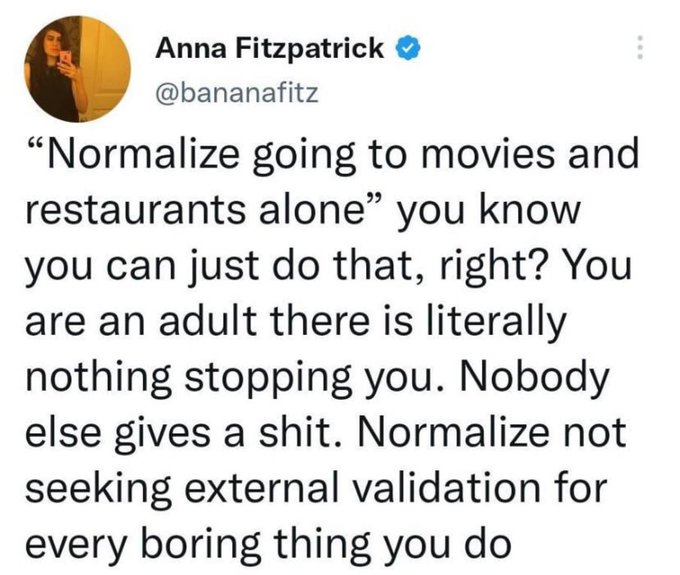 Anna Fitzpatrick
@bananafitz
“Normalize going to movies and
restaurants alone” you know
you can just do that, right? You
are an adult there is literally
nothing stopping you. Nobody
else gives a shit. Normalize not
seeking external validation for
every boring thing you do